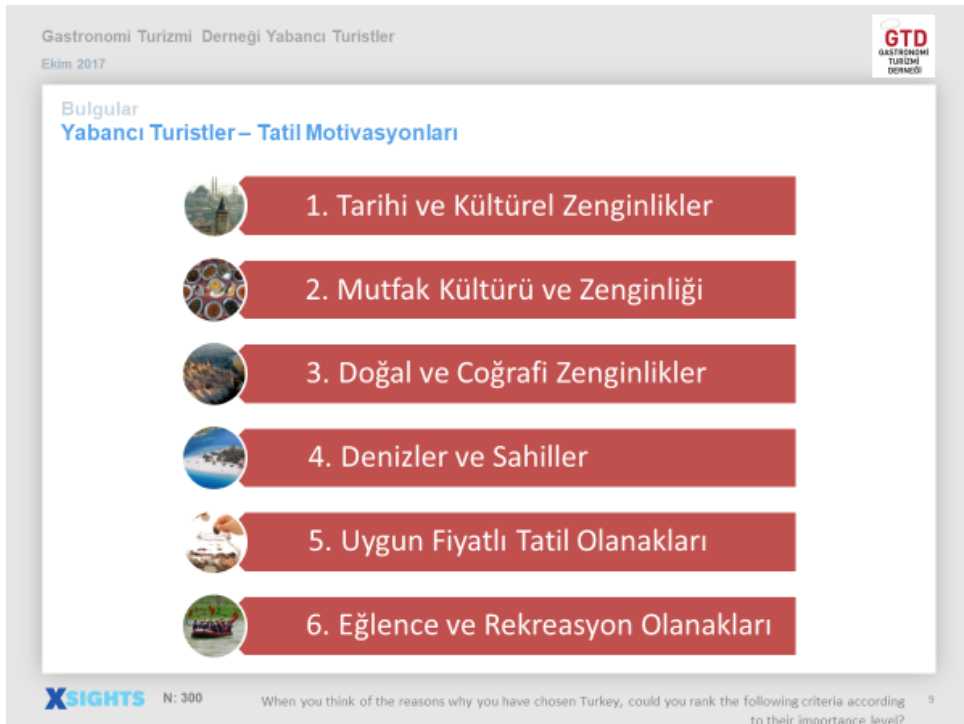 Gastronomi Turizmi Derneği Yabancı Turistler
Ekim 2017
GTD
GASTRONOMİ
TURİZMİ
DERNEĞİ
Bulgular
Yabancı Turistler – Tatil Motivasyonları
1. Tarihi ve Kültürel Zenginlikler
2. Mutfak Kültürü ve Zenginliği
3. Doğal ve Coğrafi Zenginlikler
4. Denizler ve Sahiller
5. Uygun Fiyatlı Tatil Olanakları
6. Eğlence ve Rekreasyon Olanakları
XSIGHTS
N: 300
When you think of the reasons why you have chosen Turkey, could you rank the following criteria according
to their importance level?
9